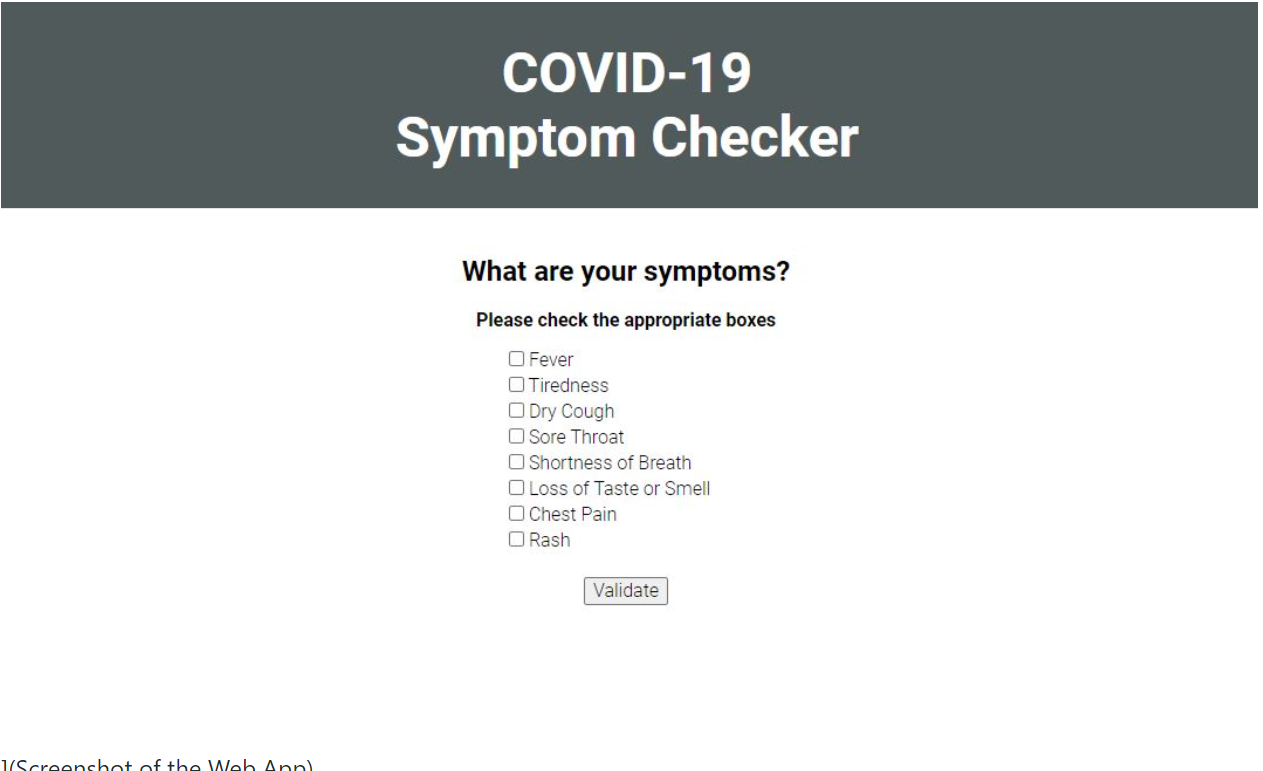 COVID-19
Symptom Checker
What are your symptoms?
Please check the appropriate boxes
Fever
Tiredness
Dry Cough
Sore Throat
Shortness of Breath
Loss of Taste or Smell
Chest Pain
Rash
Validate
](Screenshot of the Web App)